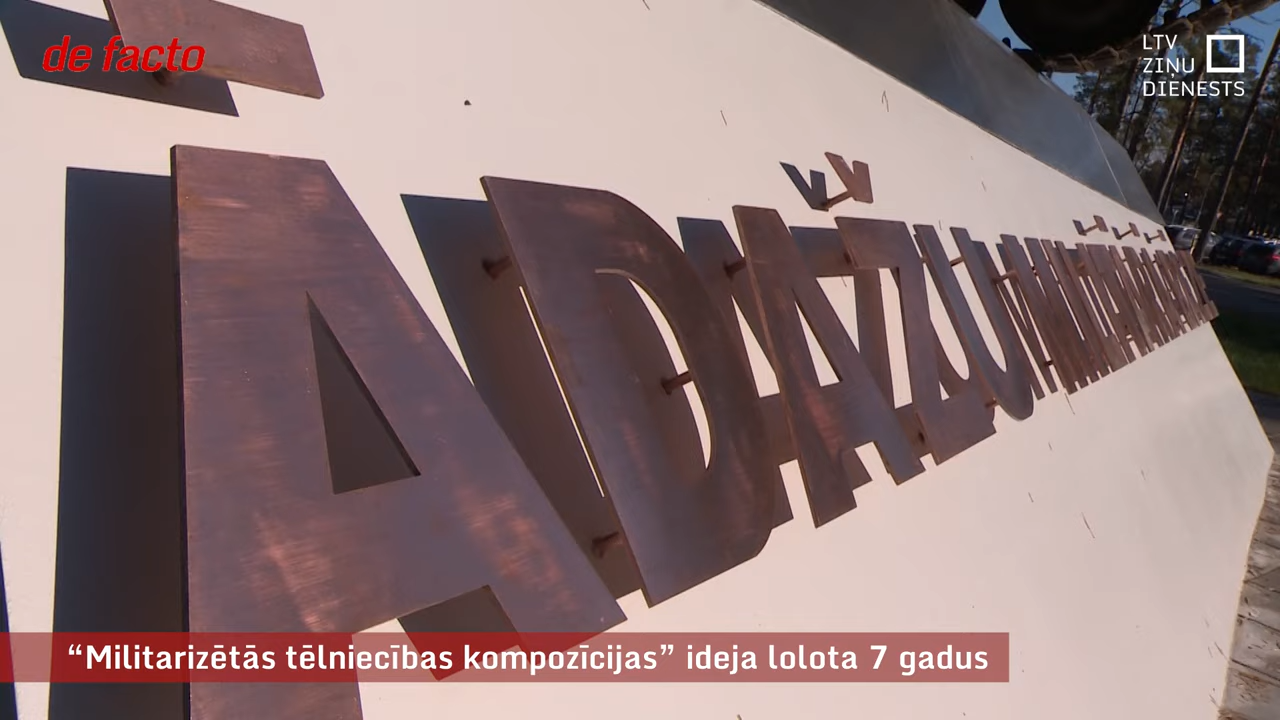 de facto
LTV
ZIŅU
DIENESTS
ĀDAŽU
“Militarizētās tēlniecības kompozīcijas” ideja lolota 7 gadus